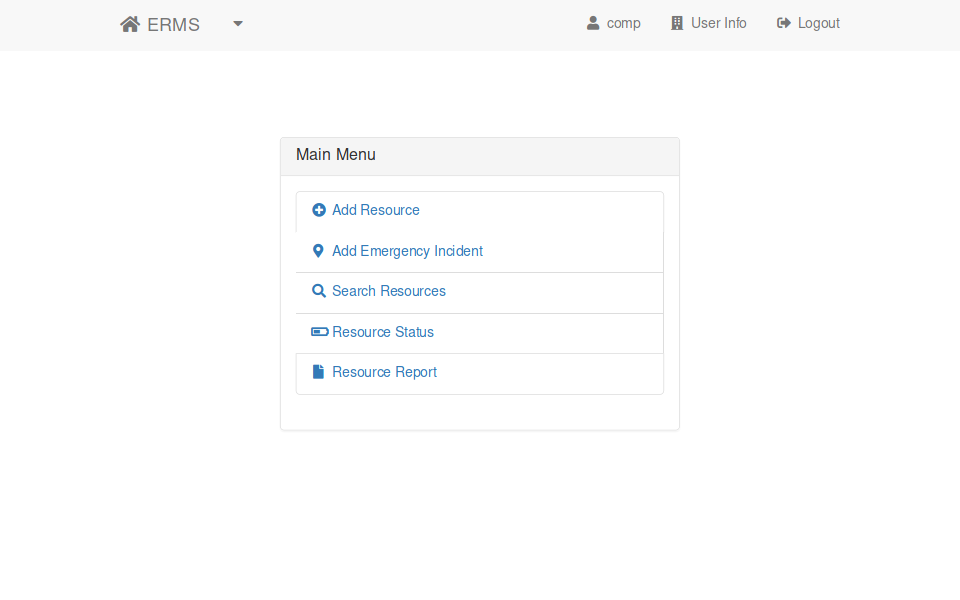 ERMS comp User Info Logout
Main Menu
Add Resource
Add Emergency Incident
Search Resources
Resource Status
Resource Report